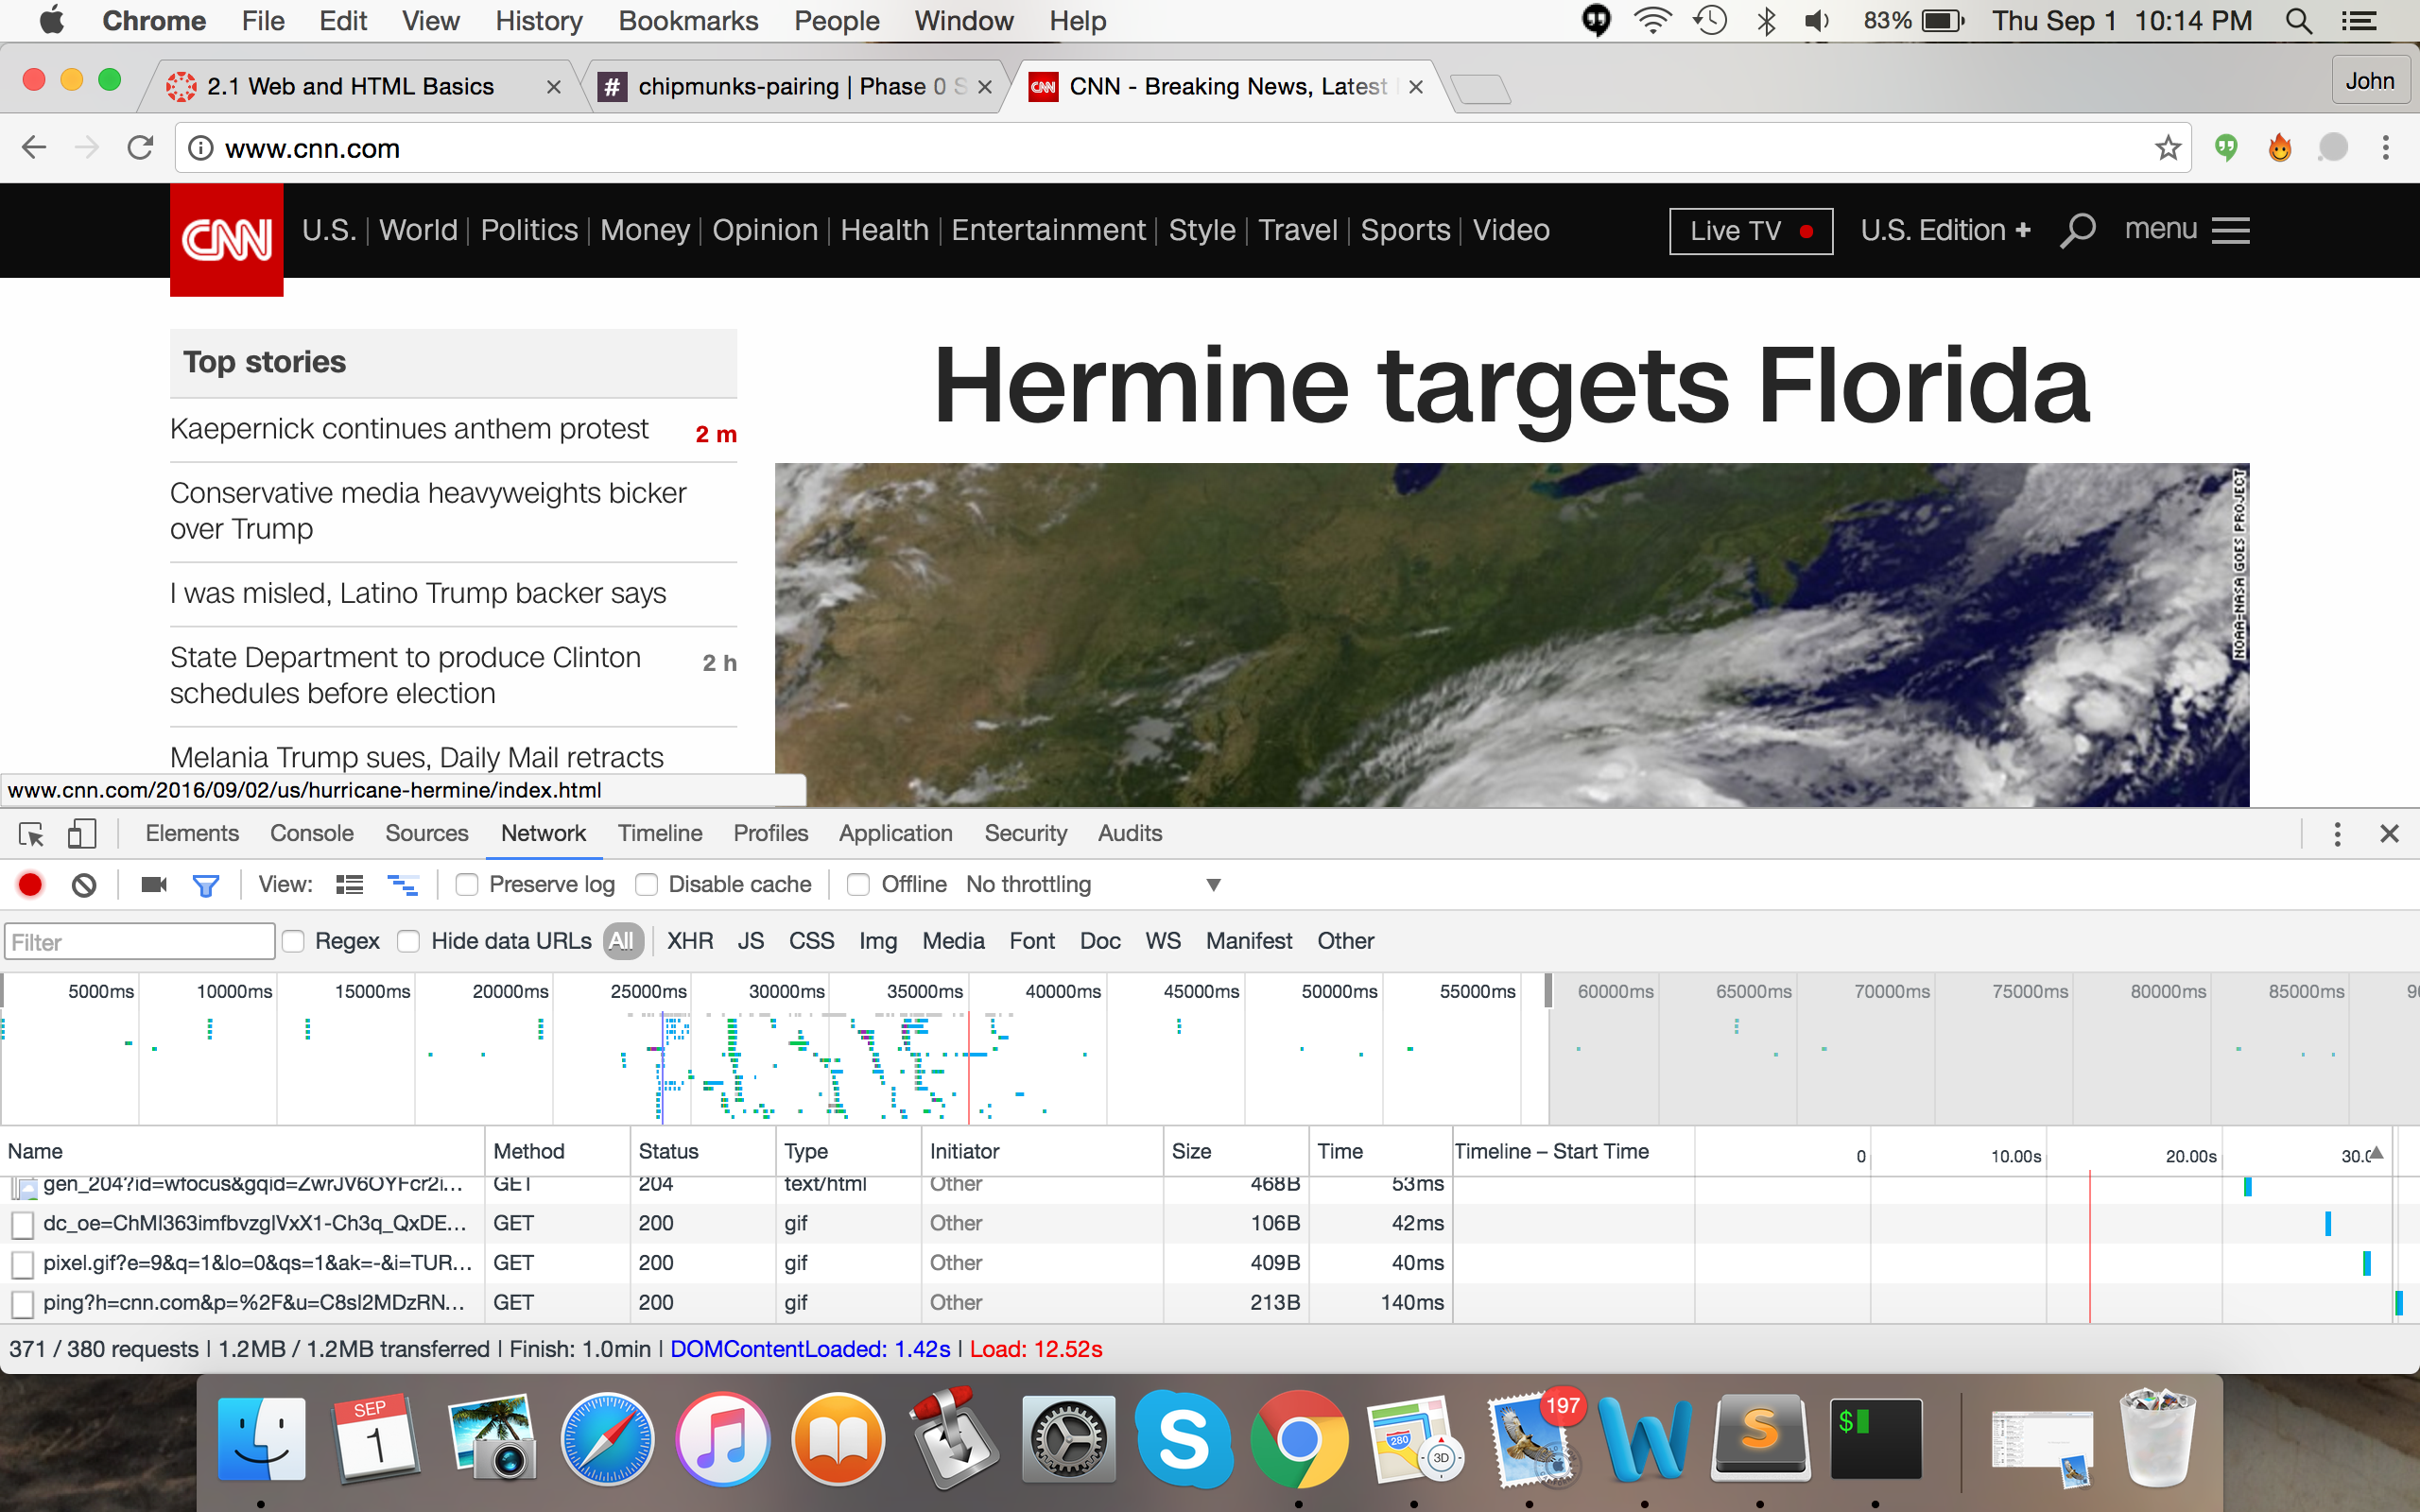 Chrome File Edit View History Bookmarks People Window Help 83% Thu Sep 1 10:14 PM
2.1 Web and HTML Basics
# chipmunks-pairing | Phase 0 S
CNN CNN - Breaking News, Latest
John
www.cnn.com
CNN U.S. World Politics Money Opinion Health Entertainment Style Travel Sports Video Live TV U.S. Edition + menu
Top stories
Kaepernick continues anthem protest 2 m
Conservative media heavyweights bicker
over Trump
I was misled, Latino Trump backer says
State Department to produce Clinton 2 h
schedules before election
Melania Trump sues, Daily Mail retracts
Hermine targets Florida
NOAA-NASA GOES PROJECT
www.cnn.com/2016/09/02/us/hurricane-hermine/index.html
Elements Console Sources Network Timeline Profiles Application Security Audits
View: Preserve log Disable cache Offline No throttling
Filter Regex Hide data URLs All XHR JS CSS Img Media Font Doc WS Manifest Other
5000ms 10000ms 15000ms 20000ms 25000ms 30000ms 35000ms 40000ms 45000ms 50000ms 55000ms 60000ms 65000ms 70000ms 75000ms 80000ms 85000ms
Name Method Status Type Initiator Size Time Timeline – Start Time 0 10.00s 20.00s
gen_204?id=wfocus&gqid=ZwrJV6OYFcr2i... GET 204 text/html Other 468B 53ms
dc_oe=ChMI363imfbvzgIVxX1-Ch3q_QxDE... GET 200 gif Other 106B 42ms
pixel.gif?e=9&q=1&lo=0&qs=1&ak=-&i=TUR... GET 200 gif Other 409B 40ms
ping?h=cnn.com&p=%2F&u=C8sl2MDzRN... GET 200 gif Other 213B 140ms
371 / 380 requests | 1.2MB / 1.2MB transferred | Finish: 1.0min | DOMContentLoaded: 1.42s | Load: 12.52s
SEP
1
S
280
3D
197
W
S
$